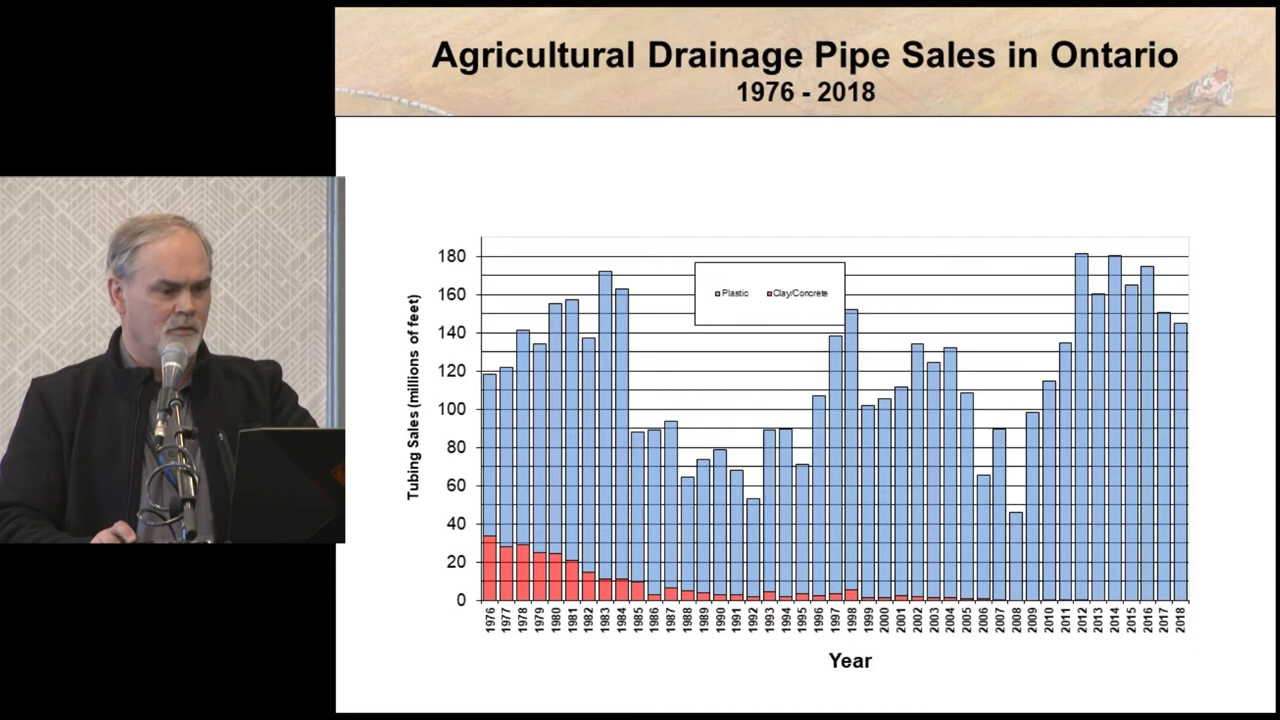 Agricultural Drainage Pipe Sales in Ontario
1976 - 2018
Plastic Clay/Concrete
Tubing Sales (millions of feet)
180
160
140
120
100
80
60
40
20
0
1976 1977 1978 1979 1980 1981 1982 1983 1984 1985 1986 1987 1988 1989 1990 1991 1992 1993 1994 1995 1996 1997 1998 1999 2000 2001 2002 2003 2004 2005 2006 2007 2008 2009 2010 2011 2012 2013 2014 2015 2016 2017 2018
Year